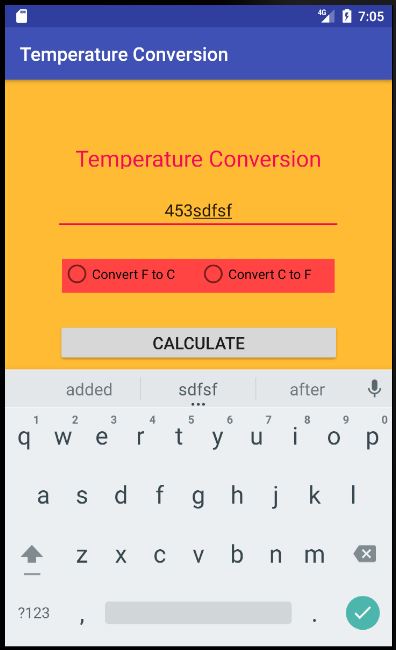 4G 7:05
Temperature Conversion
Temperature Conversion
453sdfsf
Convert F to C Convert C to F
CALCULATE
added sdfsf after
1 2 3 4 5 6 7 8 9 0
q w e r t y u i o p
a s d f g h j k l
z x c v b n m
?123 , .